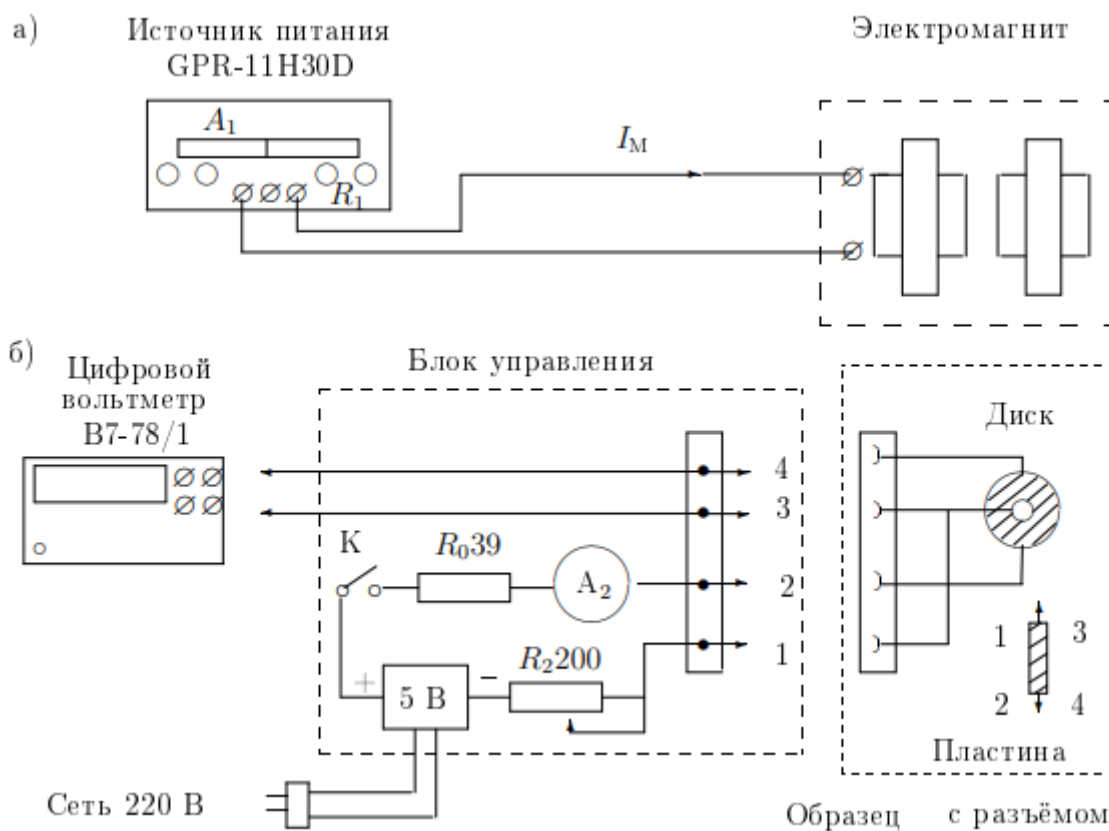 а)
Источник питания
GPR-11H30D
Электромагнит
A₁
R₁
I_М
б)
Цифровой
вольтметр
В7-78/1
Блок управления
Диск
4
3
К
R₀39
A₂
2
1
R₂200
+
5 В
−
1
3
2
4
Пластина
Сеть 220 В
Образец с разъёмом